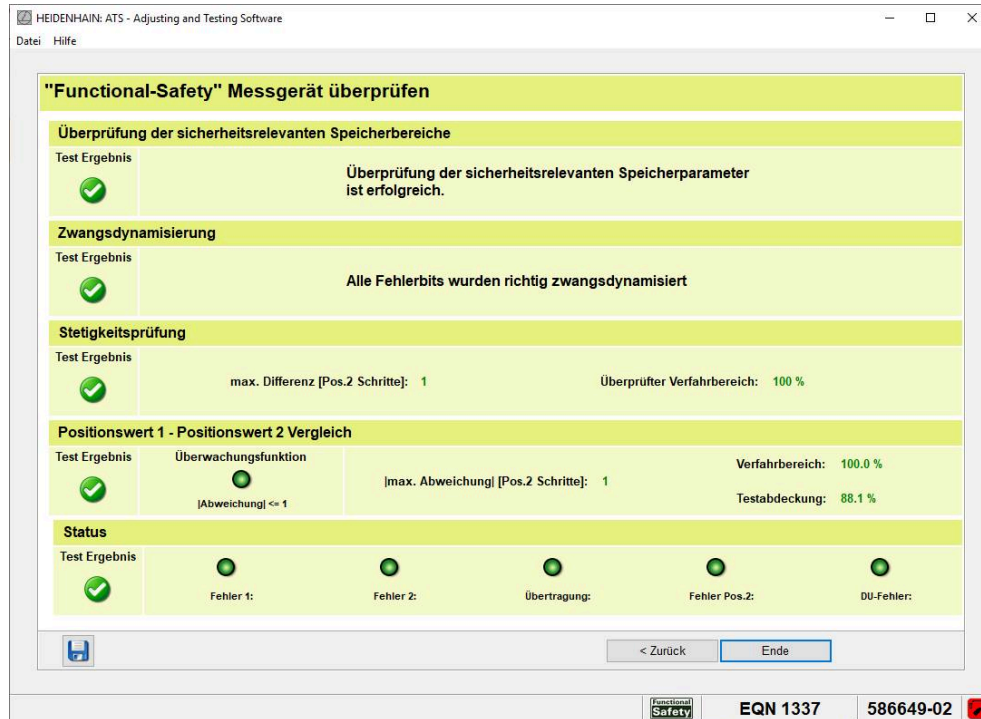 HEIDENHAIN: ATS - Adjusting and Testing Software
Datei Hilfe
"Functional-Safety" Messgerät überprüfen
Überprüfung der sicherheitsrelevanten Speicherbereiche
Test Ergebnis
Überprüfung der sicherheitsrelevanten Speicherparameter
ist erfolgreich.
Zwangsdynamisierung
Test Ergebnis
Alle Fehlerbits wurden richtig zwangsdynamisiert
Stetigkeitsprüfung
Test Ergebnis
max. Differenz [Pos.2 Schritte]: 1
Überprüfter Verfahrbereich: 100 %
Positionswert 1 - Positionswert 2 Vergleich
Test Ergebnis
Überwachungsfunktion
|Abweichung| <= 1
|max. Abweichung| [Pos.2 Schritte]: 1
Verfahrbereich: 100.0 %
Testabdeckung: 88.1 %
Status
Test Ergebnis
Fehler 1:
Fehler 2:
Übertragung:
Fehler Pos.2:
DU-Fehler:
< Zurück
Ende
Functional
Safety
EQN 1337
586649-02